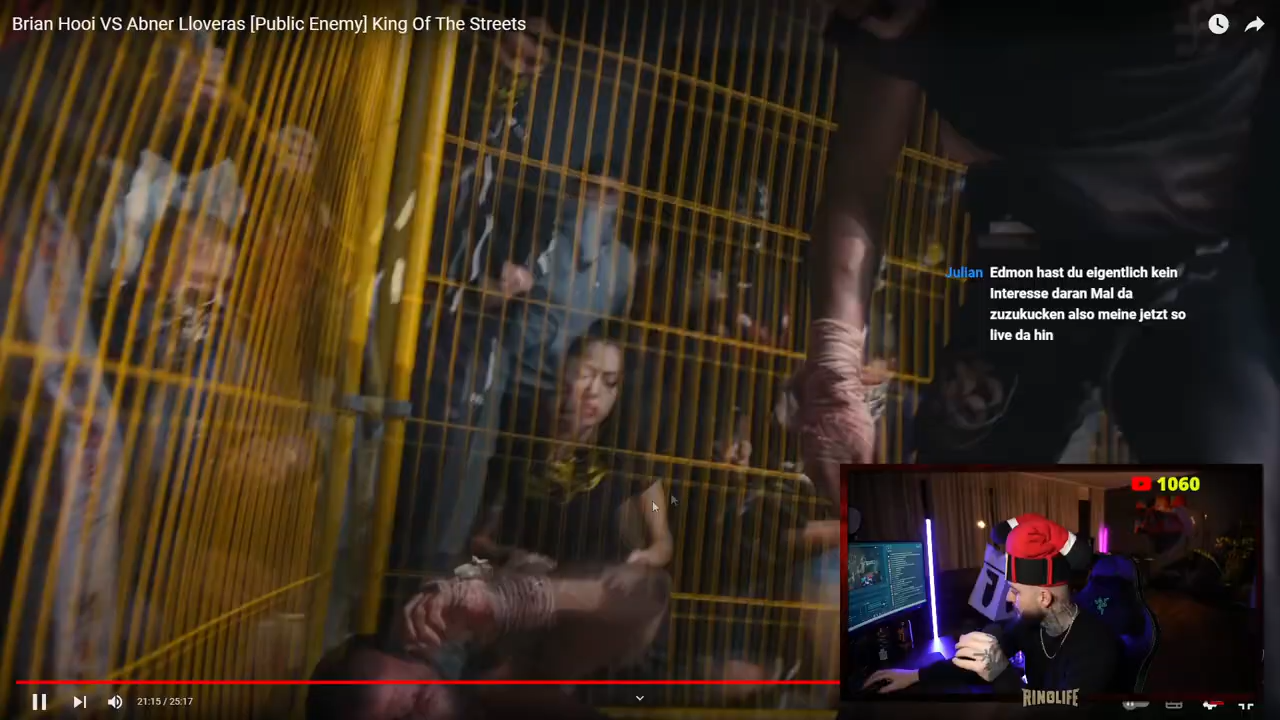 Brian Hooi VS Abner Lloveras [Public Enemy] King Of The Streets
Julian Edmon hast du eigentlich kein
Interesse daran Mal da
zuzukucken also meine jetzt so
live da hin
1060
RINGLIFE
21:15 / 25:17